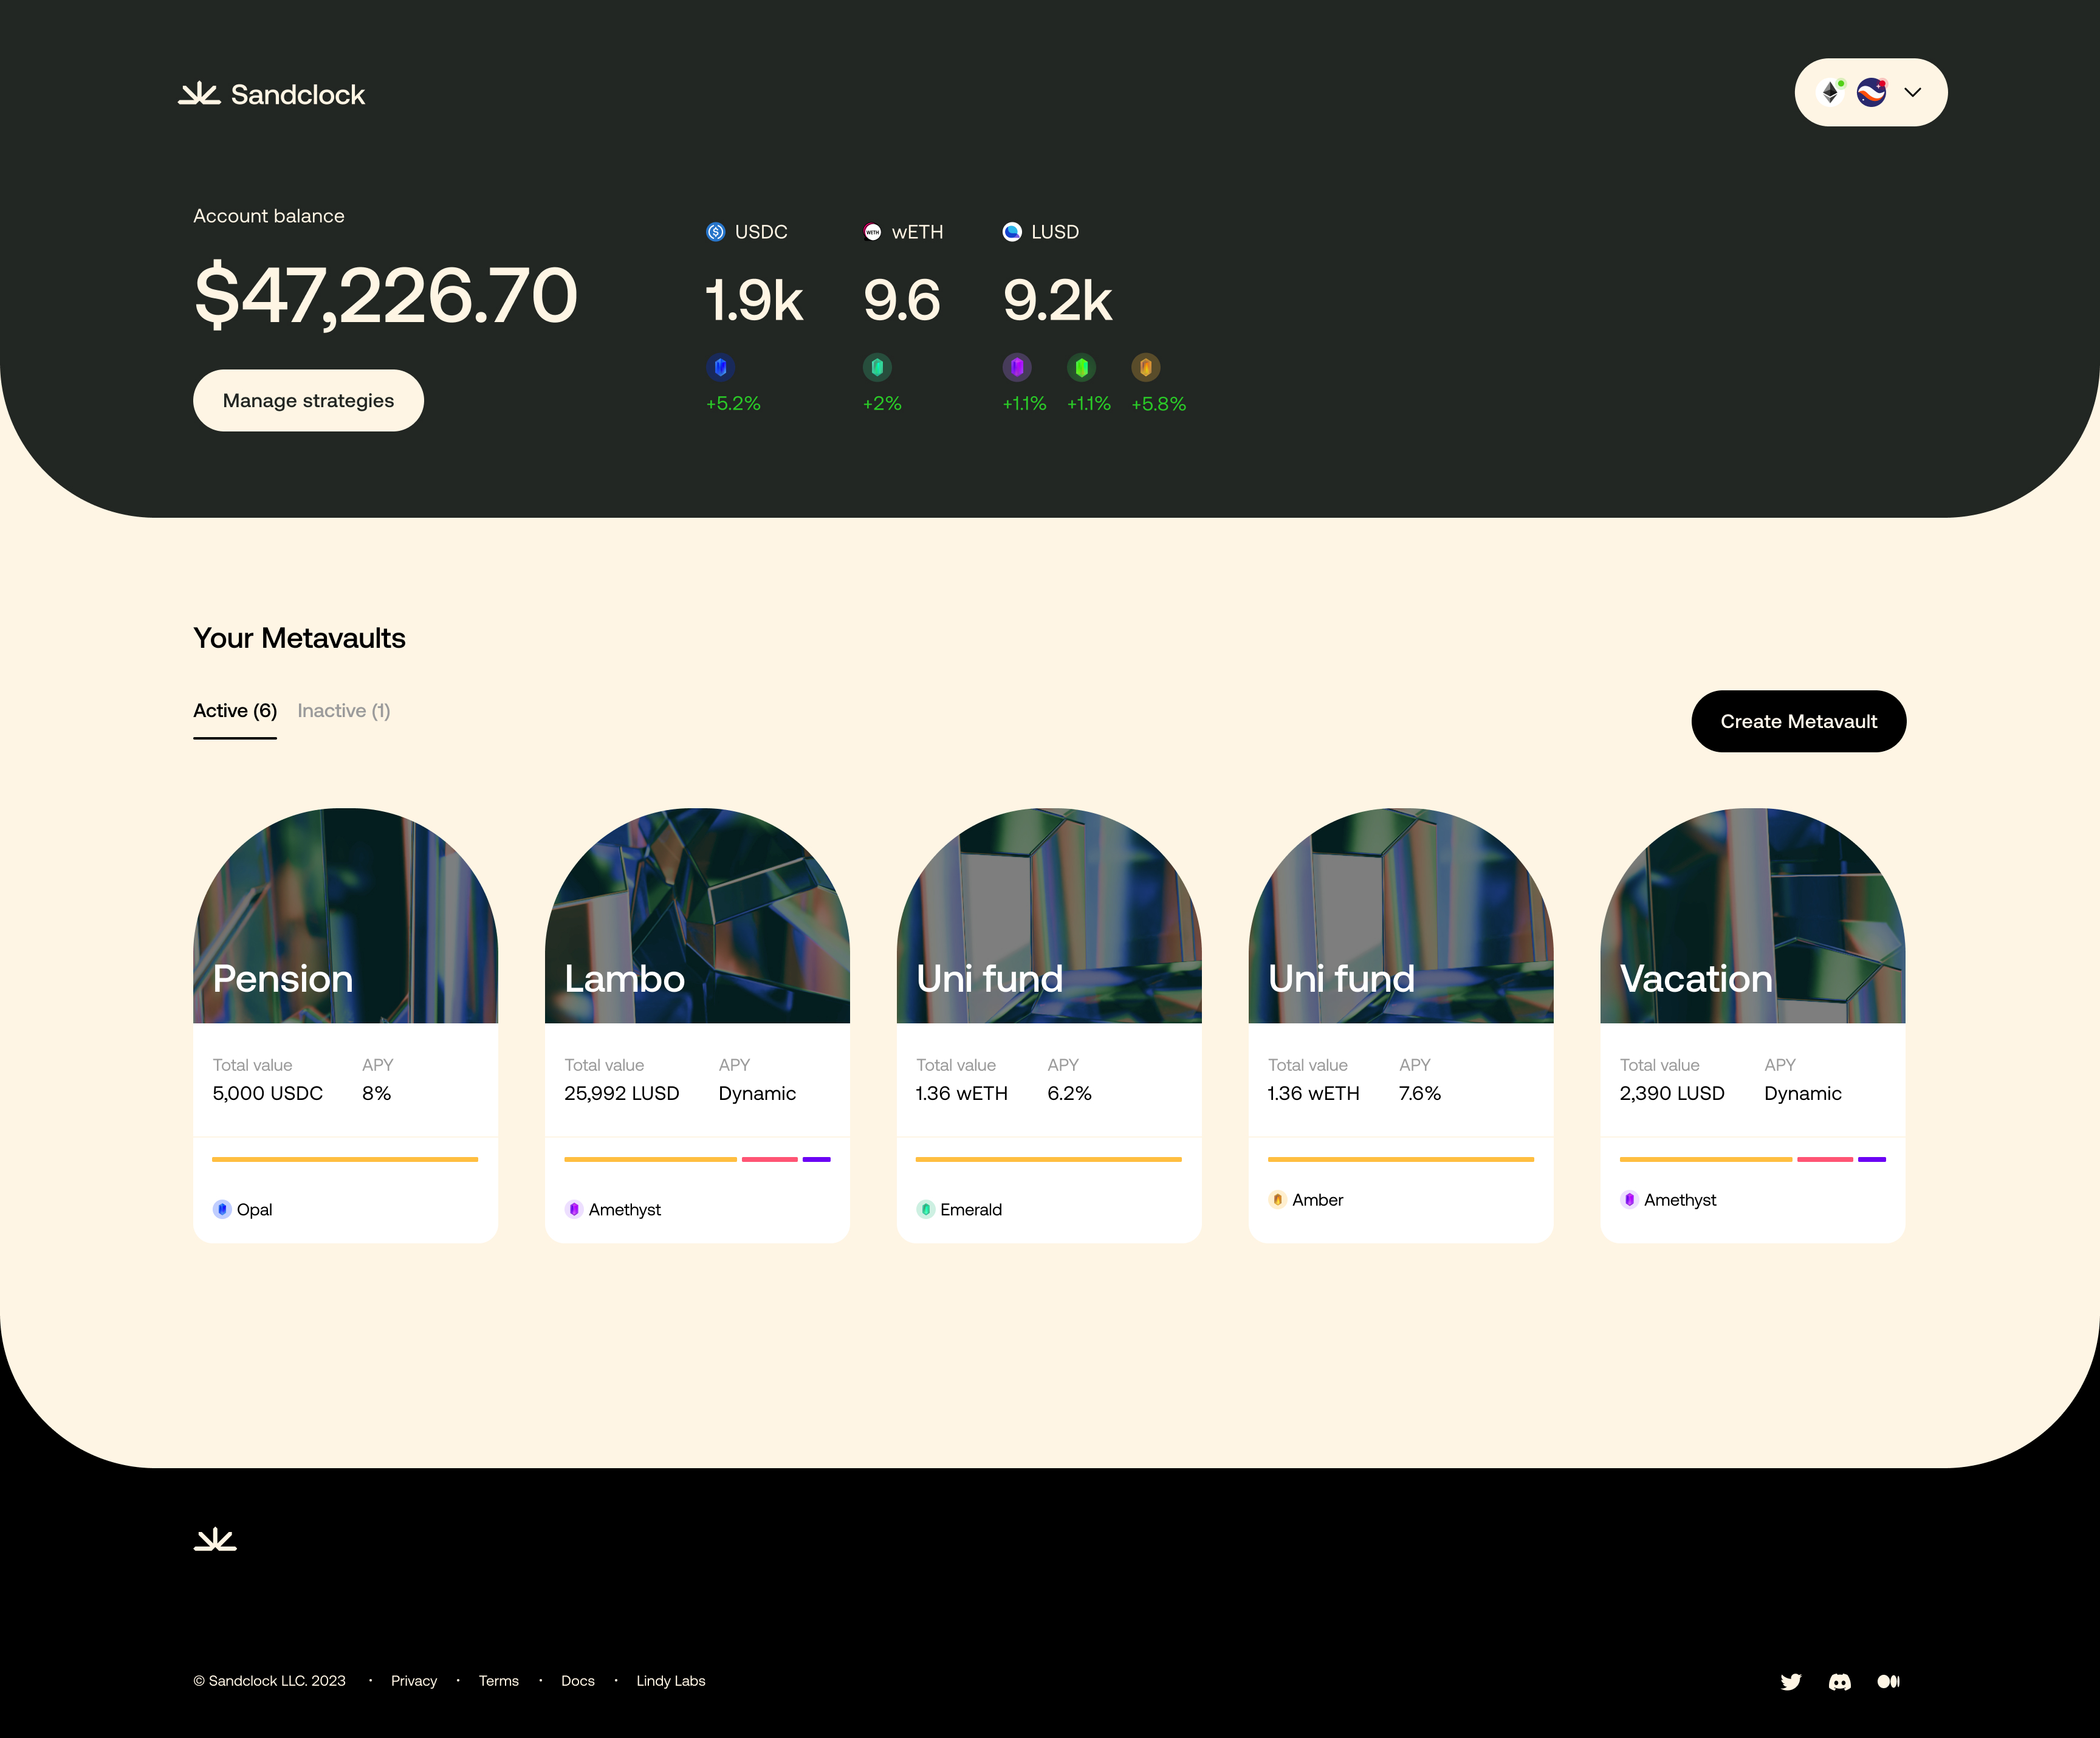 Sandclock
Account balance
$47,226.70
Manage strategies
USDC
1.9k
+5.2%
wETH
WETH
9.6
+2%
LUSD
9.2k
+1.1%
+1.1%
+5.8%
Your Metavaults
Active (6)
Inactive (1)
Create Metavault
Pension
Total value
5,000 USDC
APY
8%
Opal
Lambo
Total value
25,992 LUSD
APY
Dynamic
Amethyst
Uni fund
Total value
1.36 wETH
APY
6.2%
Emerald
Uni fund
Total value
1.36 wETH
APY
7.6%
Amber
Vacation
Total value
2,390 LUSD
APY
Dynamic
Amethyst
© Sandclock LLC. 2023 · Privacy · Terms · Docs · Lindy Labs